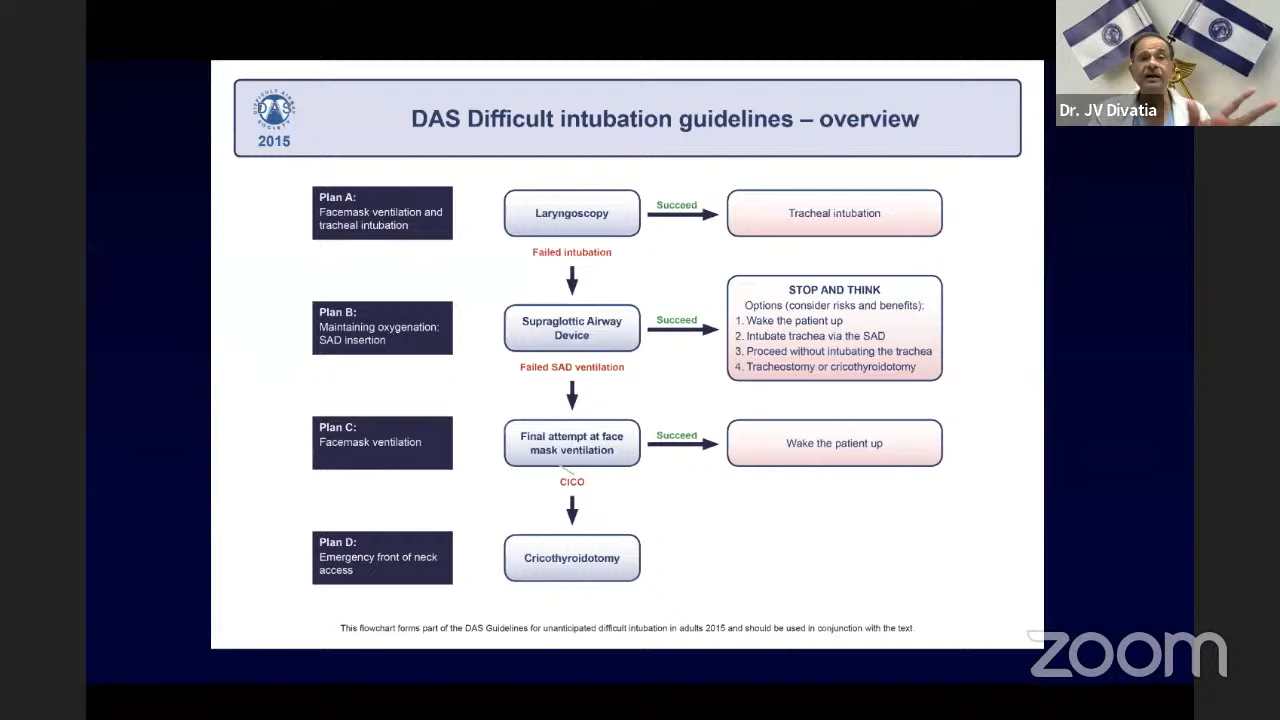 Dr. JV Divatia
DIFFICULT AIRWAY
DAS
SOCIETY
2015
DAS Difficult intubation guidelines – overview
Plan A:
Facemask ventilation and
tracheal intubation
Laryngoscopy
Succeed
Tracheal intubation
Failed intubation
Plan B:
Maintaining oxygenation:
SAD insertion
Supraglottic Airway
Device
Succeed
STOP AND THINK
Options (consider risks and benefits):
1. Wake the patient up
2. Intubate trachea via the SAD
3. Proceed without intubating the trachea
4. Tracheostomy or cricothyroidotomy
Failed SAD ventilation
Plan C:
Facemask ventilation
Final attempt at face
mask ventilation
Succeed
Wake the patient up
CICO
Plan D:
Emergency front of neck
access
Cricothyroidotomy
This flowchart forms part of the DAS Guidelines for unanticipated difficult intubation in adults 2015 and should be used in conjunction with the text.
zoom